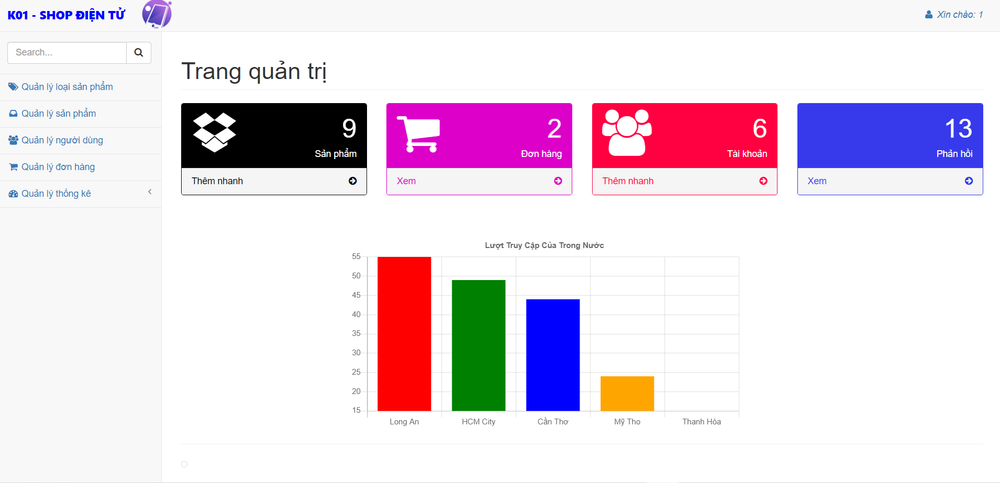 K01 - SHOP ĐIỆN TỬ
Xin chào: 1
Search...
Quản lý loại sản phẩm
Quản lý sản phẩm
Quản lý người dùng
Quản lý đơn hàng
Quản lý thống kê
Trang quản trị
9
Sản phẩm
Thêm nhanh
2
Đơn hàng
Xem
6
Tài khoản
Thêm nhanh
13
Phản hồi
Xem
Lượt Truy Cập Của Trong Nước
55
50
45
40
35
30
25
20
15
Long An
HCM City
Cần Thơ
Mỹ Tho
Thanh Hóa